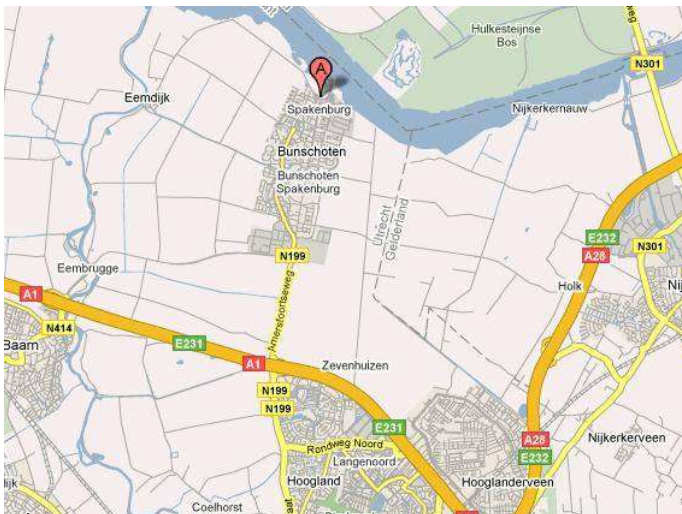 Hulkesteijnse
Bos
N301
A
Eemdijk
Spakenburg
Nijkerkernauw
Bunschoten
Bunschoten
Spakenburg
Utrecht
Gelderland
E232
N301
N199
A28
Eembrugge
Holk
A1
N414
Amersfoortseweg
Baarn
E231
A1
Zevenhuizen
N199
N199
E231
Rondweg Noord
A28
Nijkerkerveen
Langenoord
E232
Hoogland
Hooglanderveen
Coelhorst